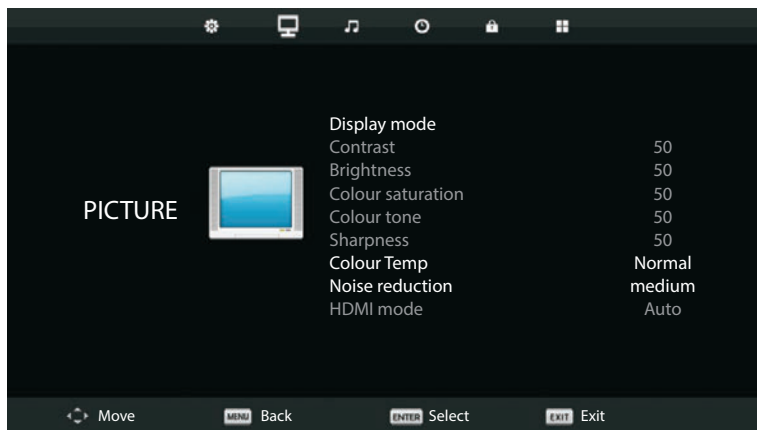 PICTURE
Display mode
Contrast 50
Brightness 50
Colour saturation 50
Colour tone 50
Sharpness 50
Colour Temp Normal
Noise reduction medium
HDMI mode Auto
Move MENU Back ENTER Select EXIT Exit